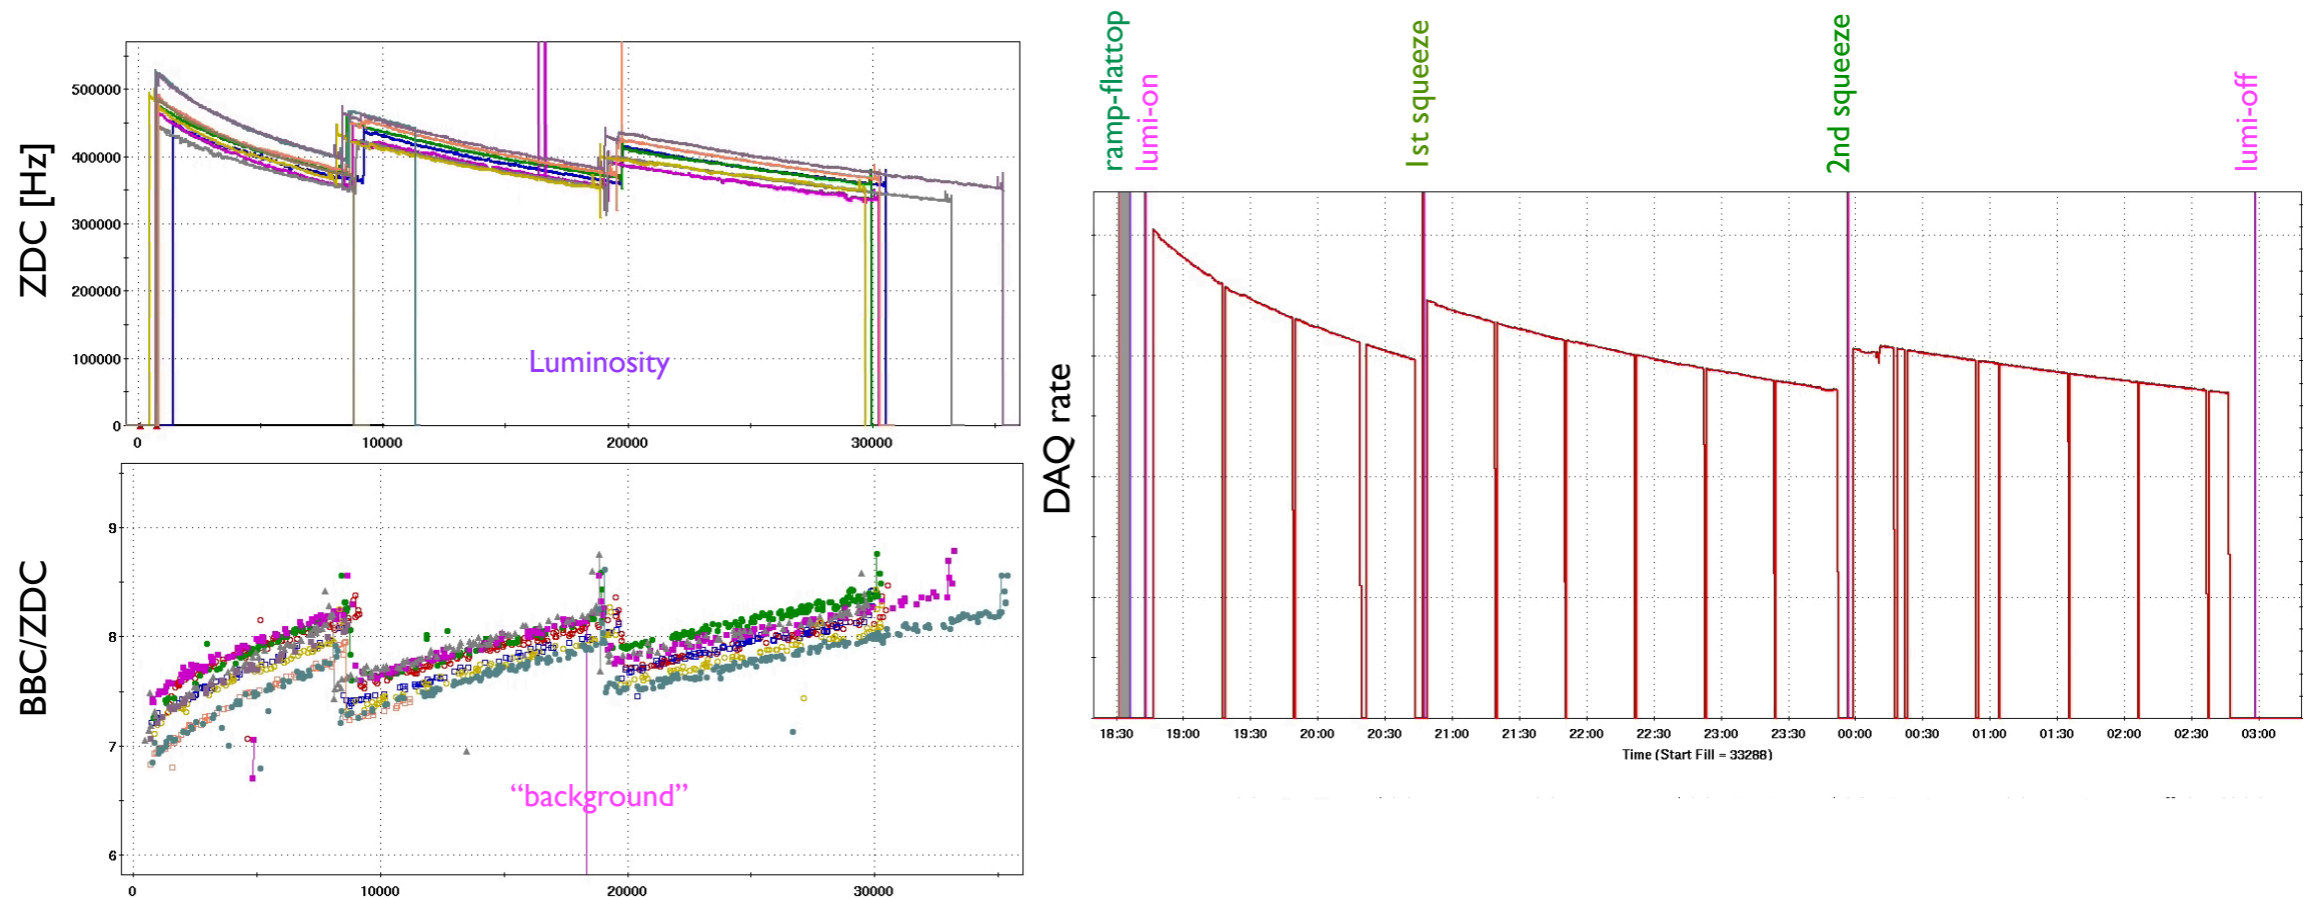 ZDC [Hz]
500000
400000
300000
200000
100000
0
Luminosity
0 10000 20000 30000
BBC/ZDC
9
8
7
6
“background”
0 10000 20000 30000
ramp-flattop
lumi-on
1st squeeze
2nd squeeze
lumi-off
DAQ rate
18:30 19:00 19:30 20:00 20:30 21:00 21:30 22:00 22:30 23:00 23:30 00:00 00:30 01:00 01:30 02:00 02:30 03:00
Time (Start Fill = 33288)